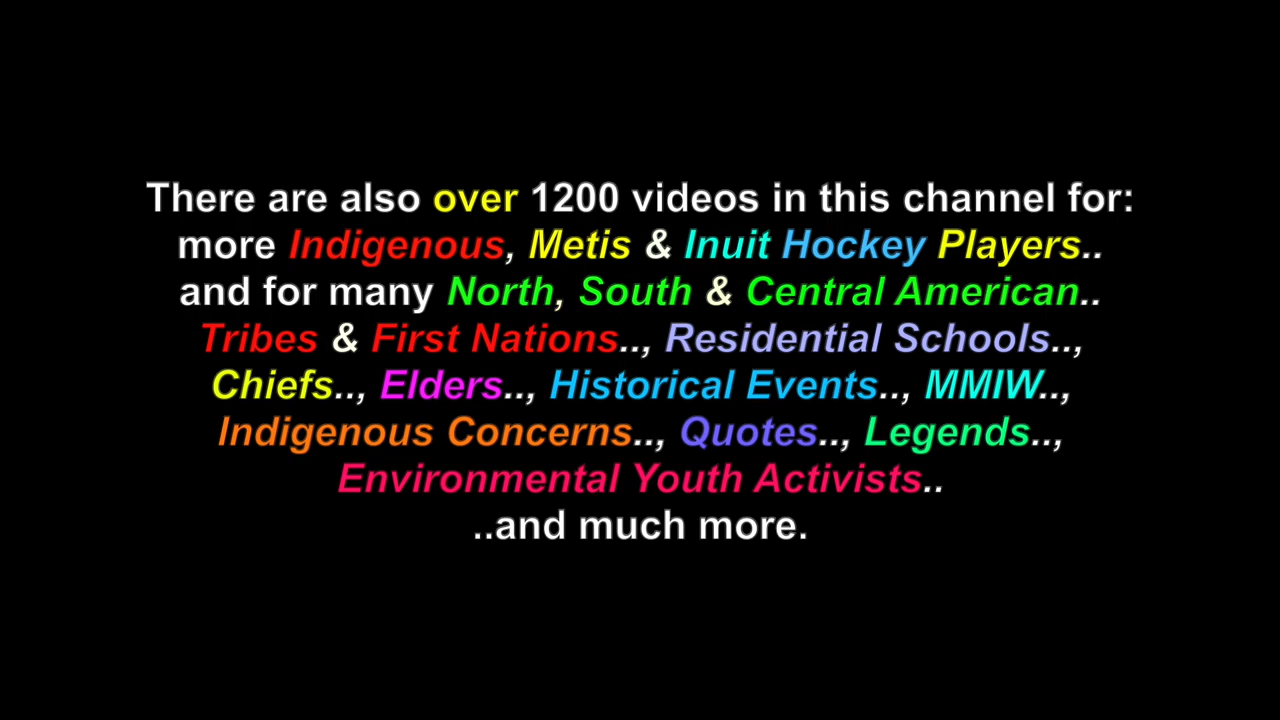 There are also over 1200 videos in this channel for:
more Indigenous, Metis & Inuit Hockey Players..
and for many North, South & Central American..
Tribes & First Nations.., Residential Schools..,
Chiefs.., Elders.., Historical Events.., MMIW..,
Indigenous Concerns.., Quotes.., Legends..,
Environmental Youth Activists..
..and much more.